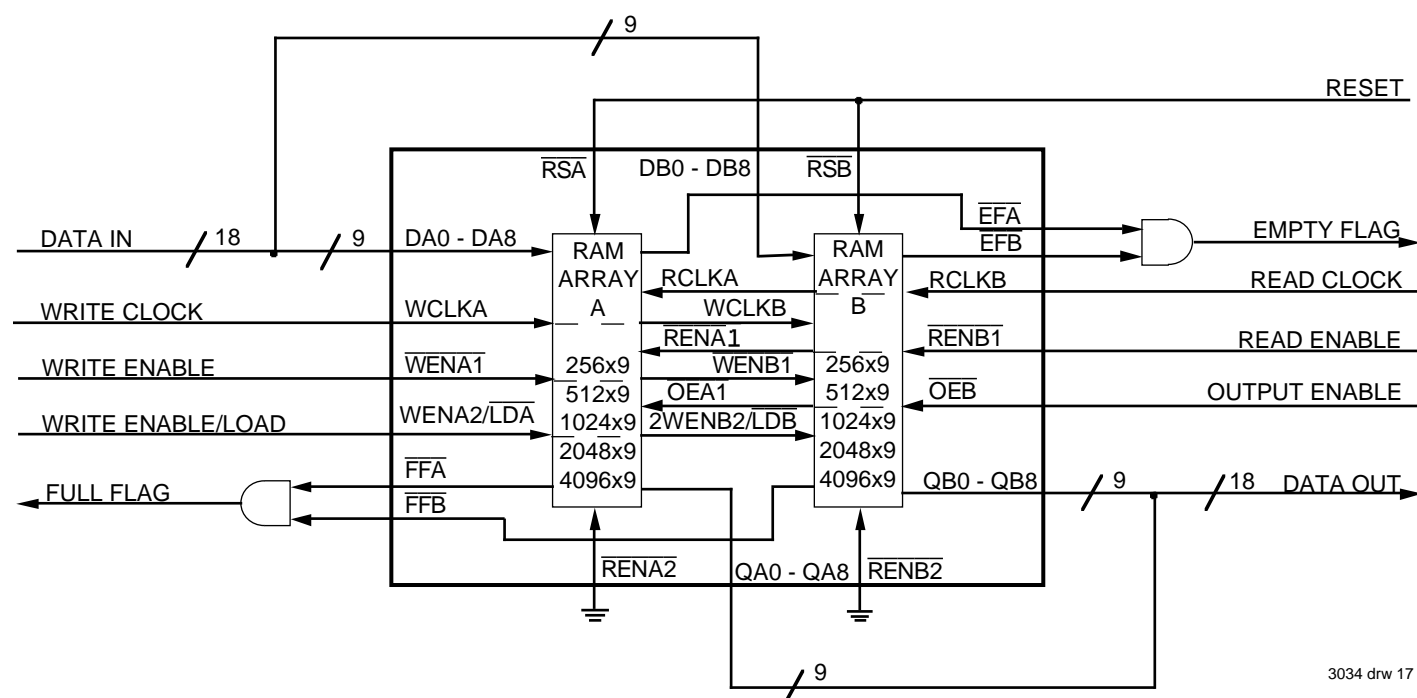 9
RESET
RSA
DB0 - DB8
RSB
DATA IN
18
9
DA0 - DA8
RAM
ARRAY
A
256x9
512x9
1024x9
2048x9
4096x9
RAM
ARRAY
B
256x9
512x9
1024x9
2048x9
4096x9
EFA
EFB
EMPTY FLAG
RCLKA
RCLKB
READ CLOCK
WRITE CLOCK
WCLKA
WCLKB
RENA1
RENB1
READ ENABLE
WRITE ENABLE
WENA1
WENB1
OEA1
OEB
OUTPUT ENABLE
WRITE ENABLE/LOAD
WENA2/LDA
2WENB2/LDB
FULL FLAG
FFA
FFB
QB0 - QB8
9
18
DATA OUT
RENA2
QA0 - QA8
RENB2
9
3034 drw 17